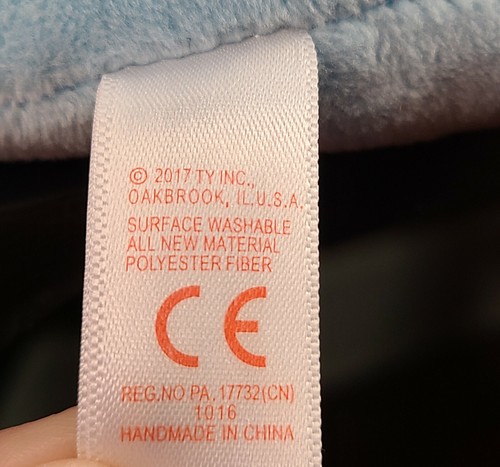 © 2017 TY INC.,
OAKBROOK, IL. U.S.A.
SURFACE WASHABLE
ALL NEW MATERIAL
POLYESTER FIBER
CE
REG.NO PA. 17732(CN)
1016
HANDMADE IN CHINA